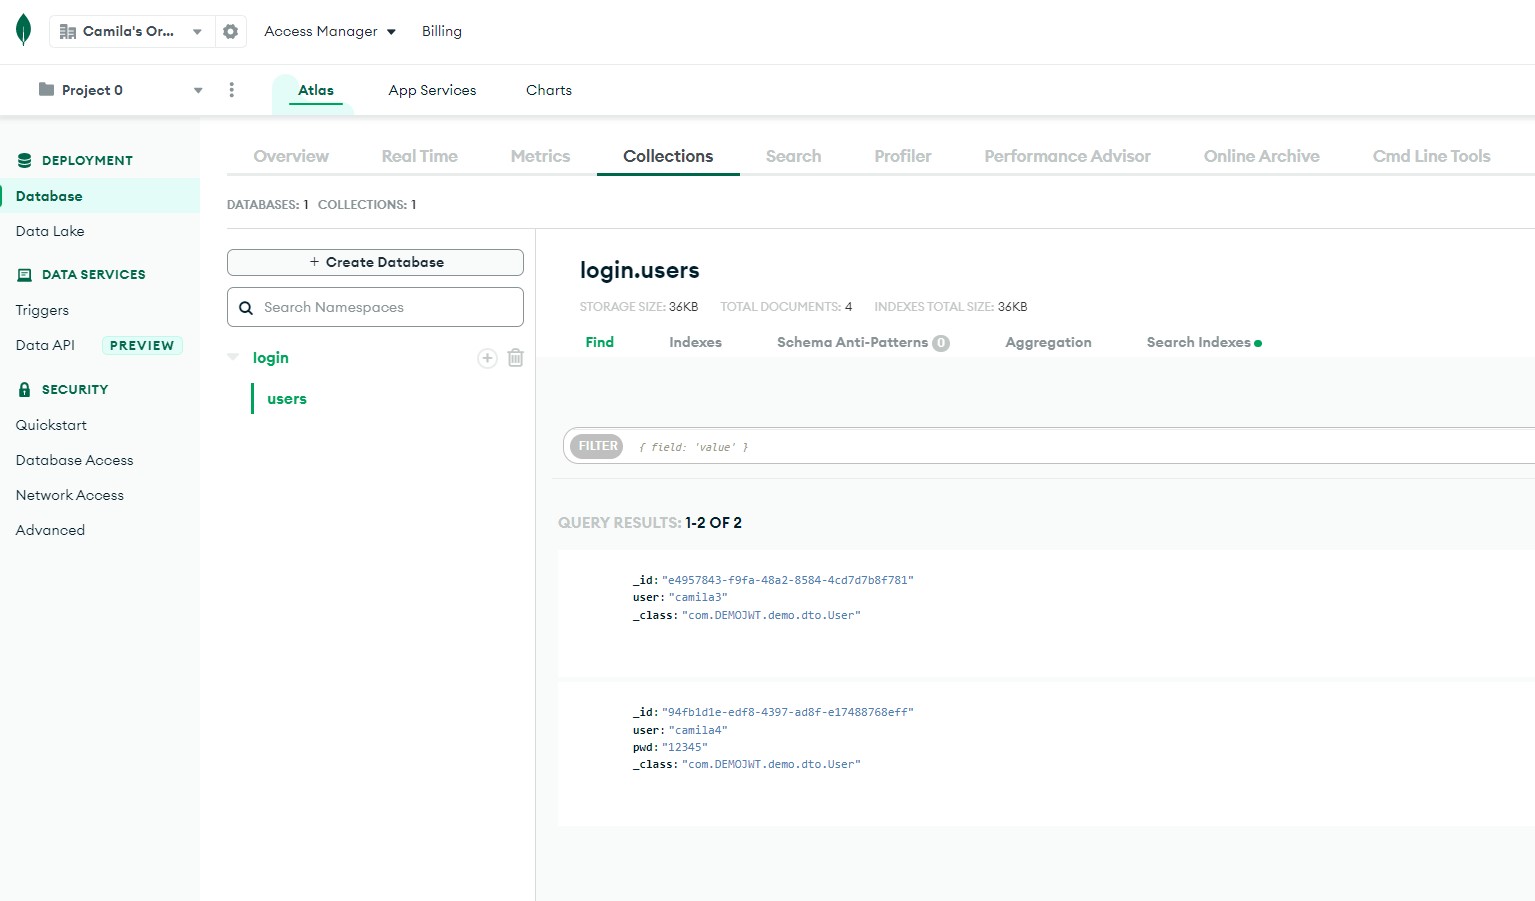 Camila's Or... Access Manager Billing
Project 0 Atlas App Services Charts
DEPLOYMENT
Database
Data Lake
DATA SERVICES
Triggers
Data API PREVIEW
SECURITY
Quickstart
Database Access
Network Access
Advanced
Overview Real Time Metrics Collections Search Profiler Performance Advisor Online Archive Cmd Line Tools
DATABASES: 1 COLLECTIONS: 1
+ Create Database
Search Namespaces
login
users
login.users
STORAGE SIZE: 36KB TOTAL DOCUMENTS: 4 INDEXES TOTAL SIZE: 36KB
Find Indexes Schema Anti-Patterns 0 Aggregation Search Indexes
FILTER { field: 'value' }
QUERY RESULTS: 1-2 OF 2
_id: "e4957843-f9fa-48a2-8584-4cd7d7b8f781"
user: "camila3"
_class: "com.DEMOJWT.demo.dto.User"
_id: "94fb1d1e-edf8-4397-ad8f-e17488768eff"
user: "camila4"
pwd: "12345"
_class: "com.DEMOJWT.demo.dto.User"